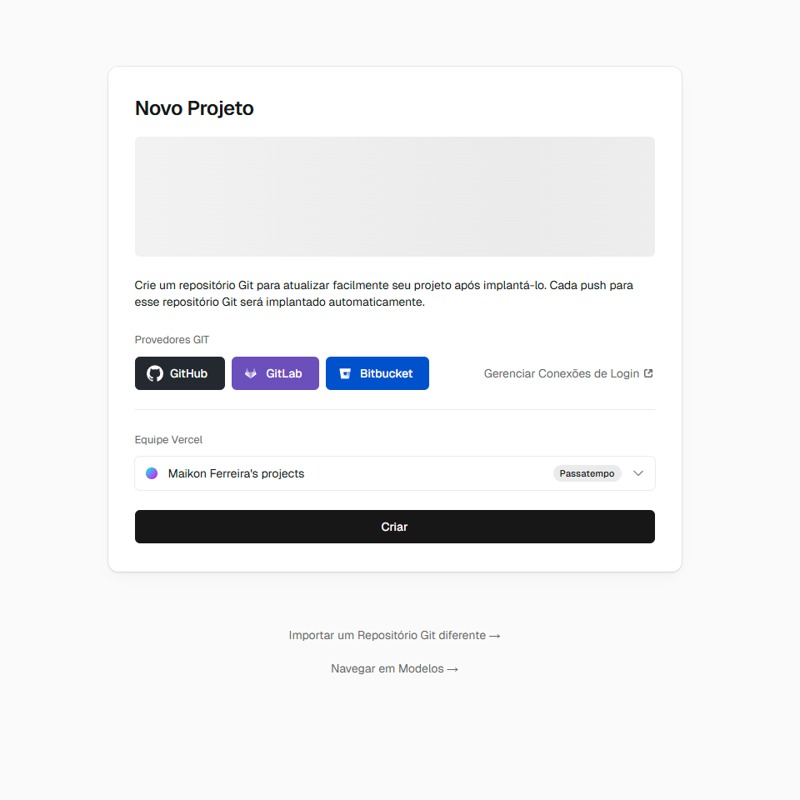 Novo Projeto
Crie um repositório Git para atualizar facilmente seu projeto após implantá-lo. Cada push para
esse repositório Git será implantado automaticamente.
Provedores GIT
GitHub GitLab Bitbucket Gerenciar Conexões de Login
Equipe Vercel
Maikon Ferreira's projects Passatempo
Criar
Importar um Repositório Git diferente →
Navegar em Modelos →